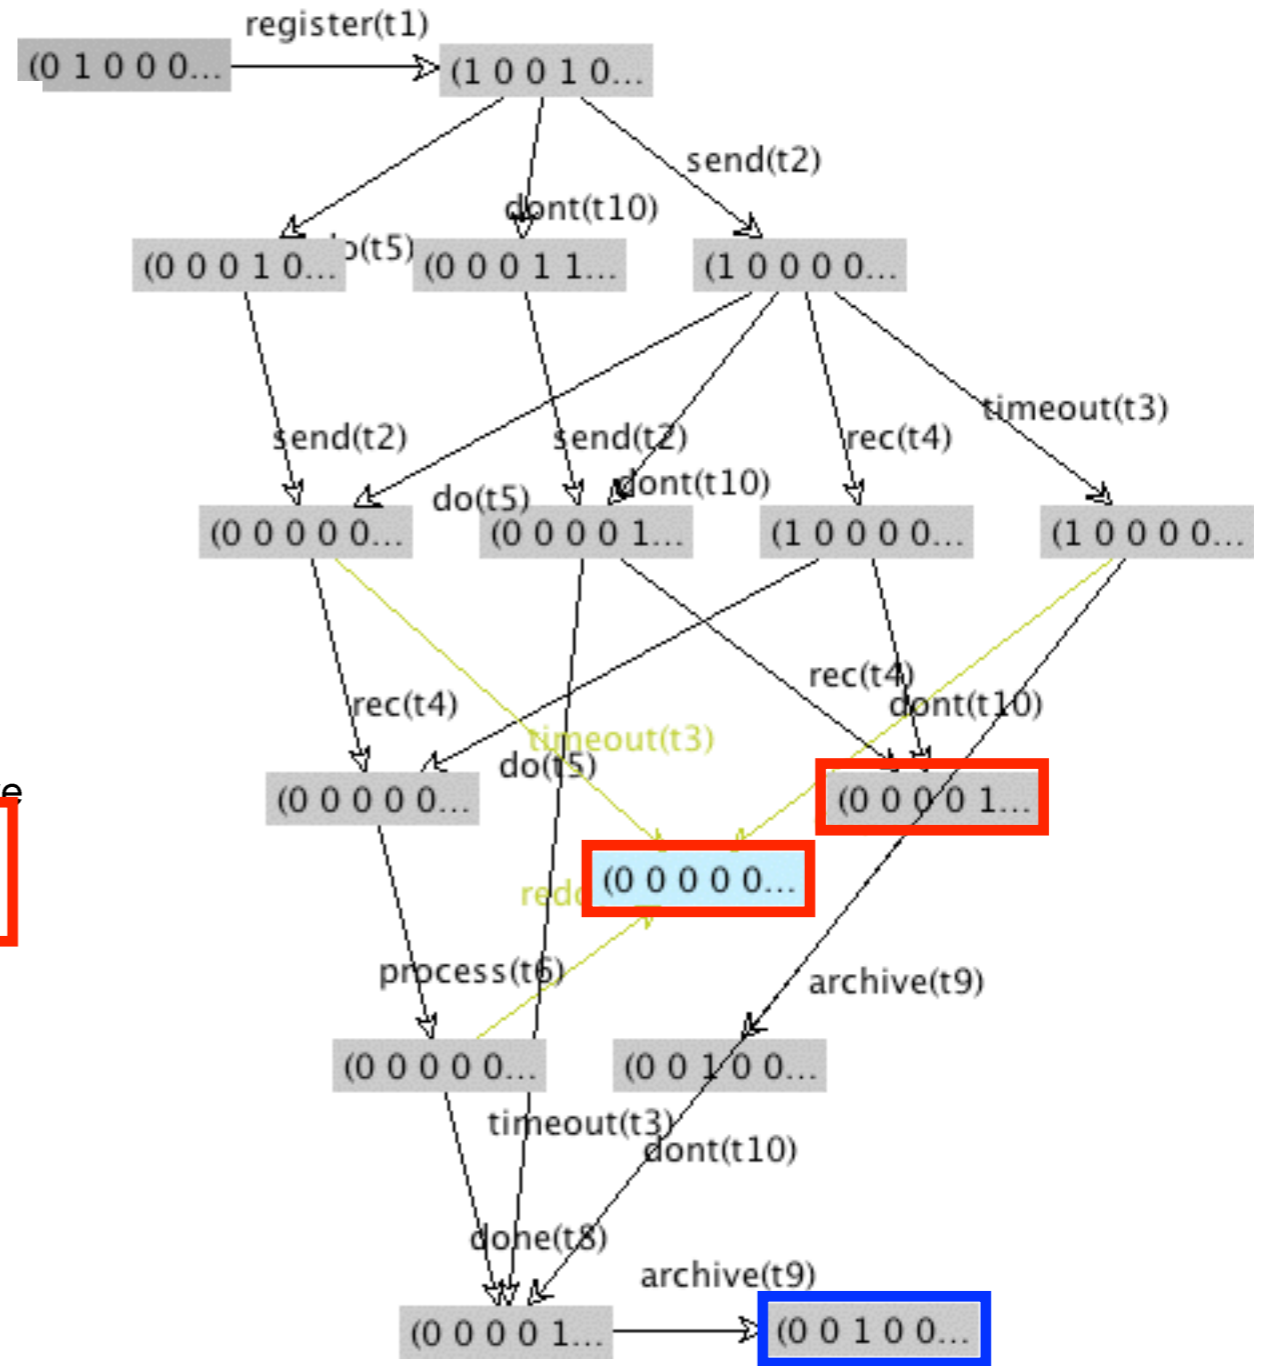 register(t1)
(0 1 0 0 0...
(1 0 0 1 0...
send(t2)
dont(t10)
(0 0 0 1 0...
o(t5)
(0 0 0 1 1...
(1 0 0 0 0...
timeout(t3)
send(t2)
send(t2)
rec(t4)
dont(t10)
do(t5)
(0 0 0 0 0...
(0 0 0 0 1...
(1 0 0 0 0...
(1 0 0 0 0...
rec(t4)
rec(t4)
dont(t10)
timeout(t3)
do(t5)
e
(0 0 0 0 0...
(0 0 0 0 1...
(0 0 0 0 0...
process(t6)
archive(t9)
(0 0 0 0 0...
(0 0 1 0 0...
timeout(t3)
dont(t10)
done(t8)
archive(t9)
(0 0 0 0 1...
(0 0 1 0 0...